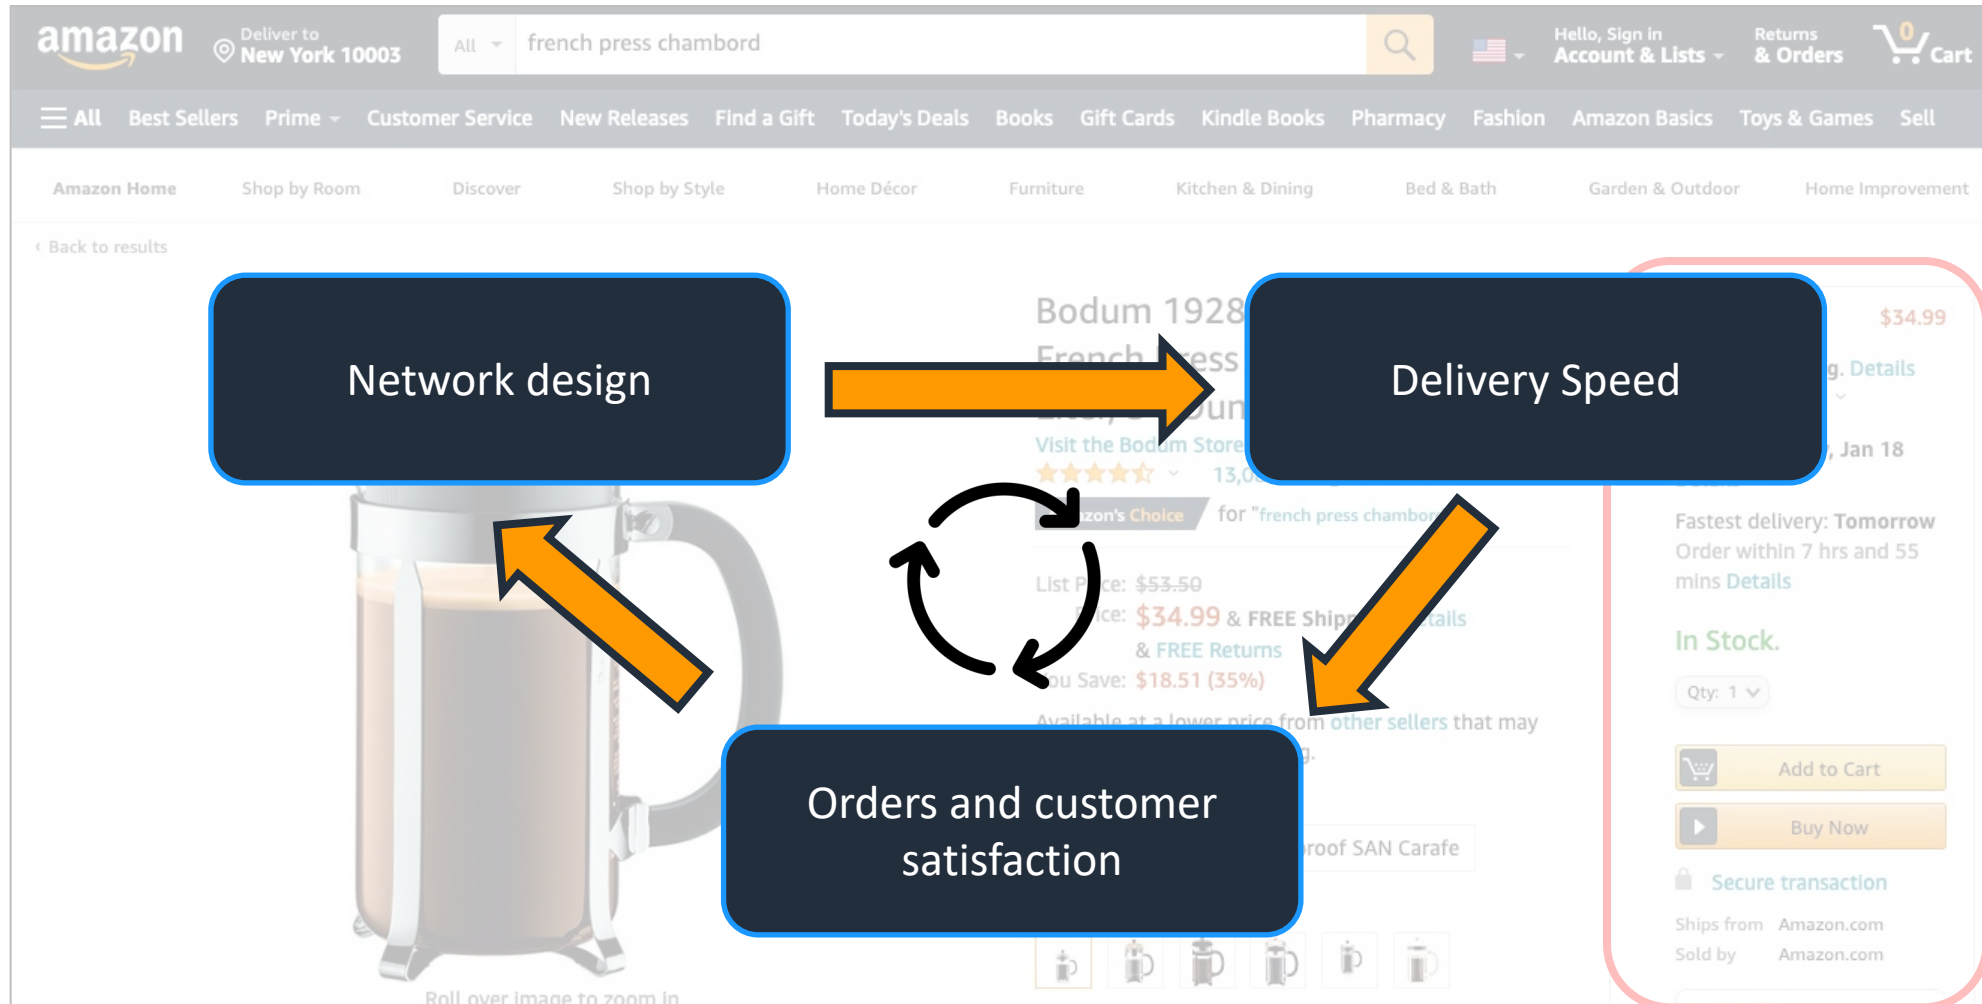 amazon
Deliver to
New York 10003
All
french press chambord
Hello, Sign in
Account & Lists
Returns
& Orders
0
Cart
All Best Sellers Prime Customer Service New Releases Find a Gift Today's Deals Books Gift Cards Kindle Books Pharmacy Fashion Amazon Basics Toys & Games Sell
Amazon Home Shop by Room Discover Shop by Style Home Décor Furniture Kitchen & Dining Bed & Bath Garden & Outdoor Home Improvement
‹ Back to results
Network design
Delivery Speed
Orders and customer
satisfaction
Bodum 1928
French Press
Visit the Bodum Store
for "french press chambord
List Price: $53.50
Price: $34.99 & FREE Details
& FREE Returns
You Save: $18.51 (35%)
Available at a lower price from other sellers that may
SAN Carafe
Roll over image to zoom in
$34.99
Details
Jan 18
Fastest delivery: Tomorrow
Order within 7 hrs and 55
mins Details
In Stock.
Qty: 1
Add to Cart
Buy Now
Secure transaction
Ships from Amazon.com
Sold by Amazon.com